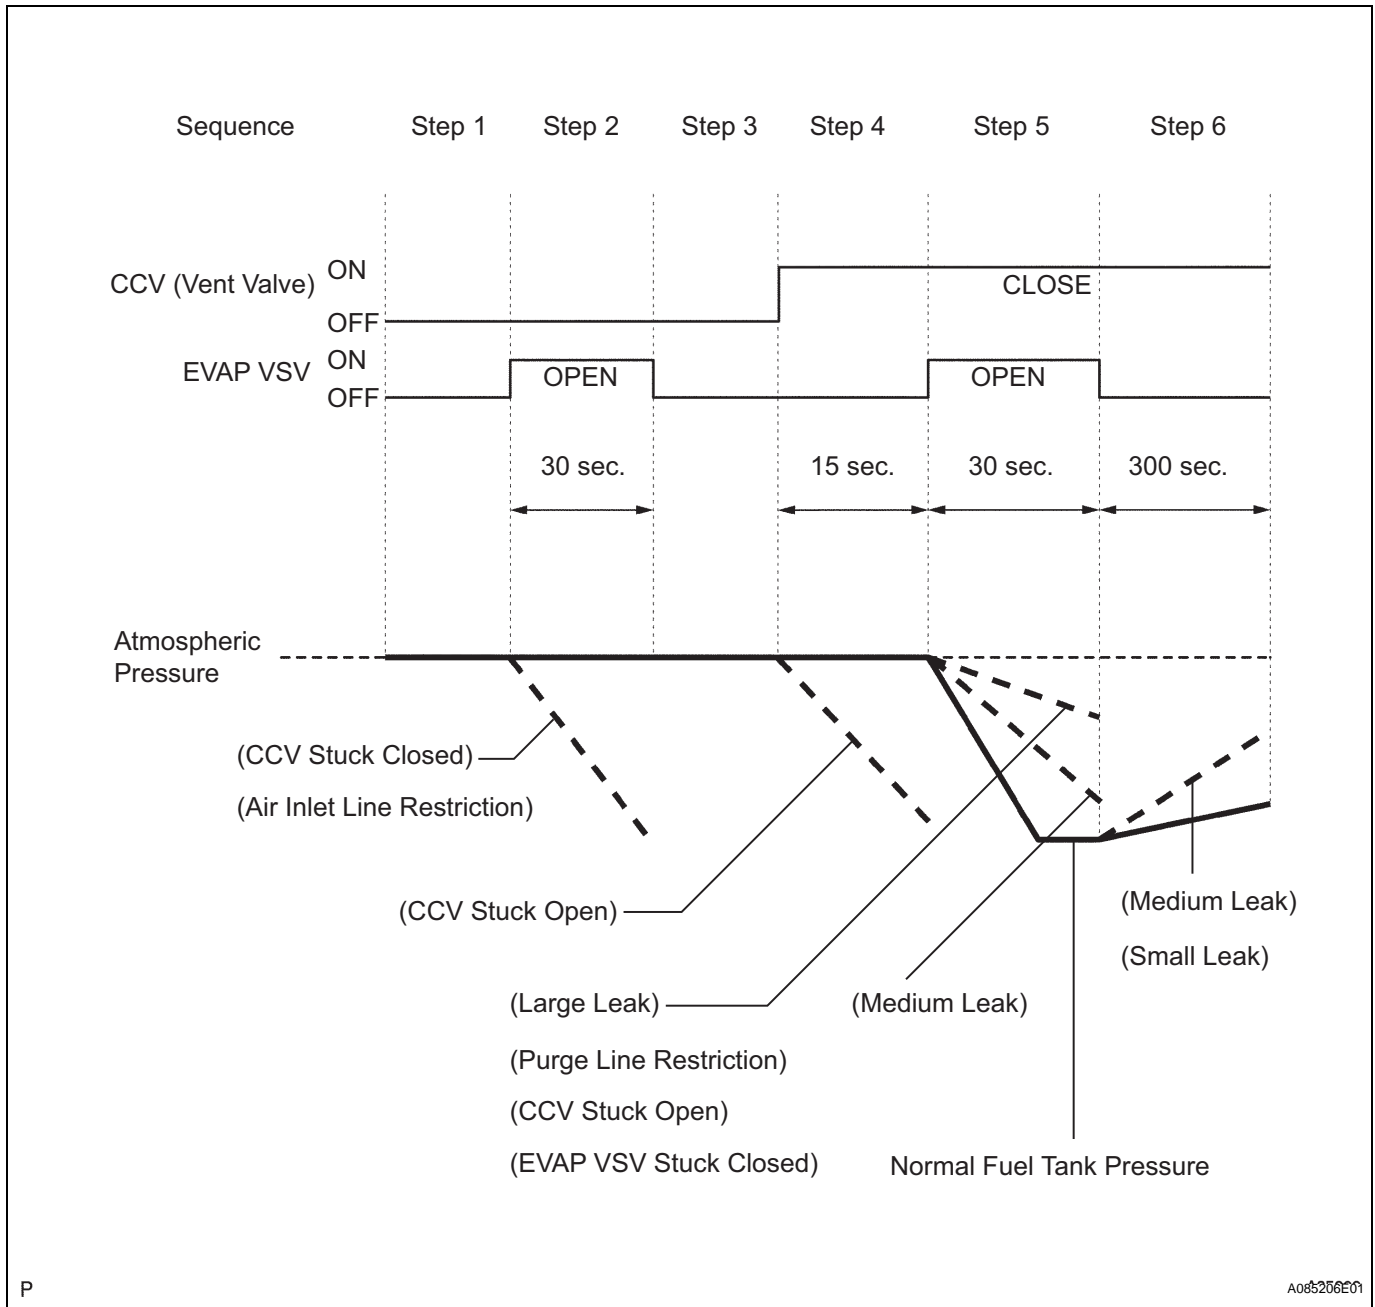 Sequence Step 1 Step 2 Step 3 Step 4 Step 5 Step 6
CCV (Vent Valve) ON
CLOSE
OFF
EVAP VSV ON
OPEN OPEN
OFF
30 sec. 15 sec. 30 sec. 300 sec.
Atmospheric
Pressure
(CCV Stuck Closed)
(Air Inlet Line Restriction)
(CCV Stuck Open)
(Medium Leak)
(Small Leak)
(Large Leak) (Medium Leak)
(Purge Line Restriction)
(CCV Stuck Open)
(EVAP VSV Stuck Closed) Normal Fuel Tank Pressure
P
A085206E01